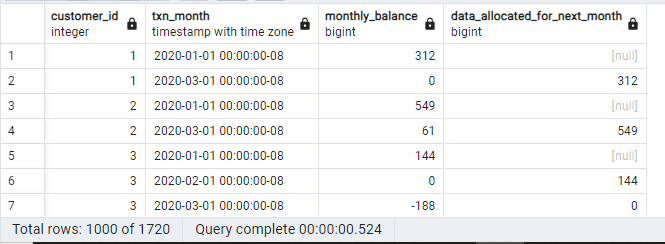 customer_id txn_month monthly_balance data_allocated_for_next_month
integer timestamp with time zone bigint bigint
1 1 2020-01-01 00:00:00-08 312 [null]
2 1 2020-03-01 00:00:00-08 0 312
3 2 2020-01-01 00:00:00-08 549 [null]
4 2 2020-03-01 00:00:00-08 61 549
5 3 2020-01-01 00:00:00-08 144 [null]
6 3 2020-02-01 00:00:00-08 0 144
7 3 2020-03-01 00:00:00-08 -188 0
Total rows: 1000 of 1720 Query complete 00:00:00.524